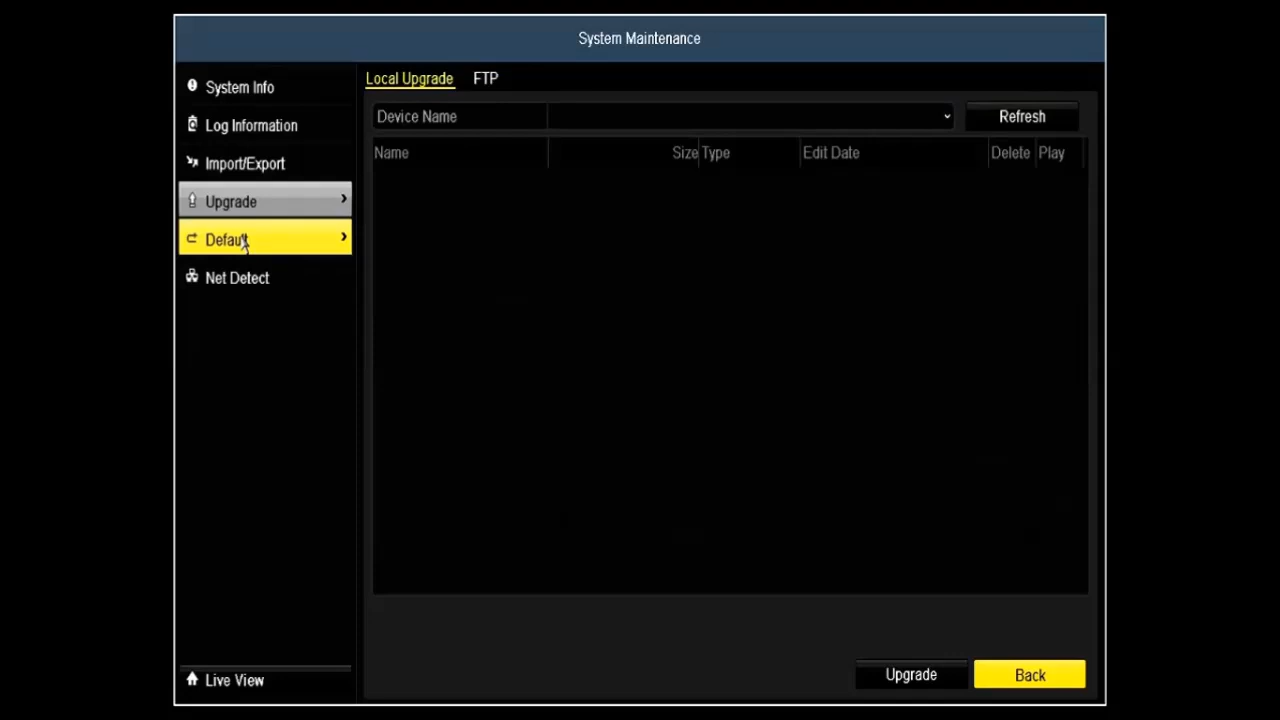 System Maintenance
System Info
Log Information
Import/Export
Upgrade
Default
Net Detect
Live View
Local Upgrade FTP
Device Name Refresh
Name Size Type Edit Date Delete Play
Upgrade Back